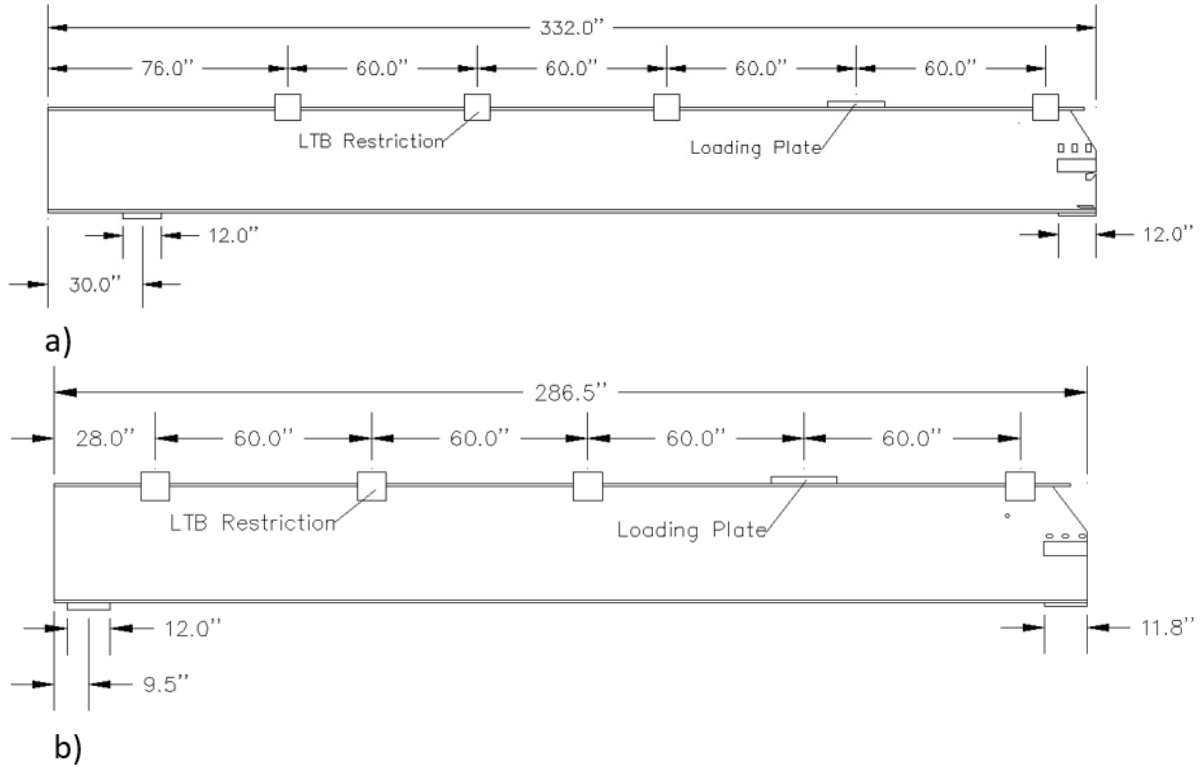 332.0”
76.0” 60.0” 60.0” 60.0” 60.0”
LTB Restriction Loading Plate
12.0” 12.0”
30.0”
a)
286.5”
28.0” 60.0” 60.0” 60.0” 60.0”
LTB Restriction Loading Plate
12.0” 11.8”
9.5”
b)